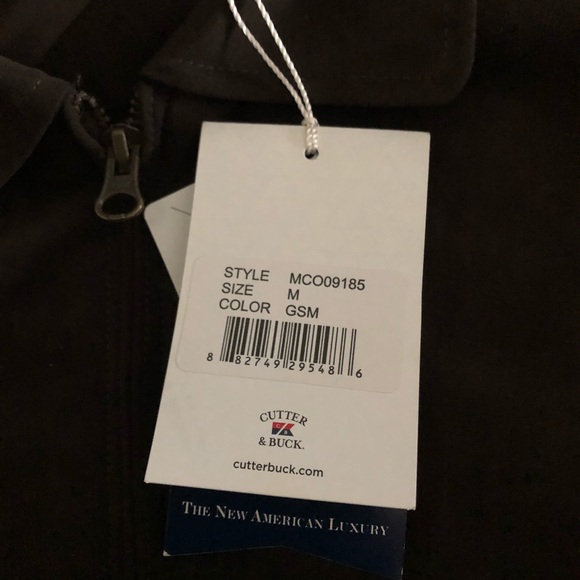 STYLE MCO09185
SIZE M
COLOR GSM
8 82749 29548 6
CUTTER
& BUCK.
cutterbuck.com
THE NEW AMERICAN LUXURY